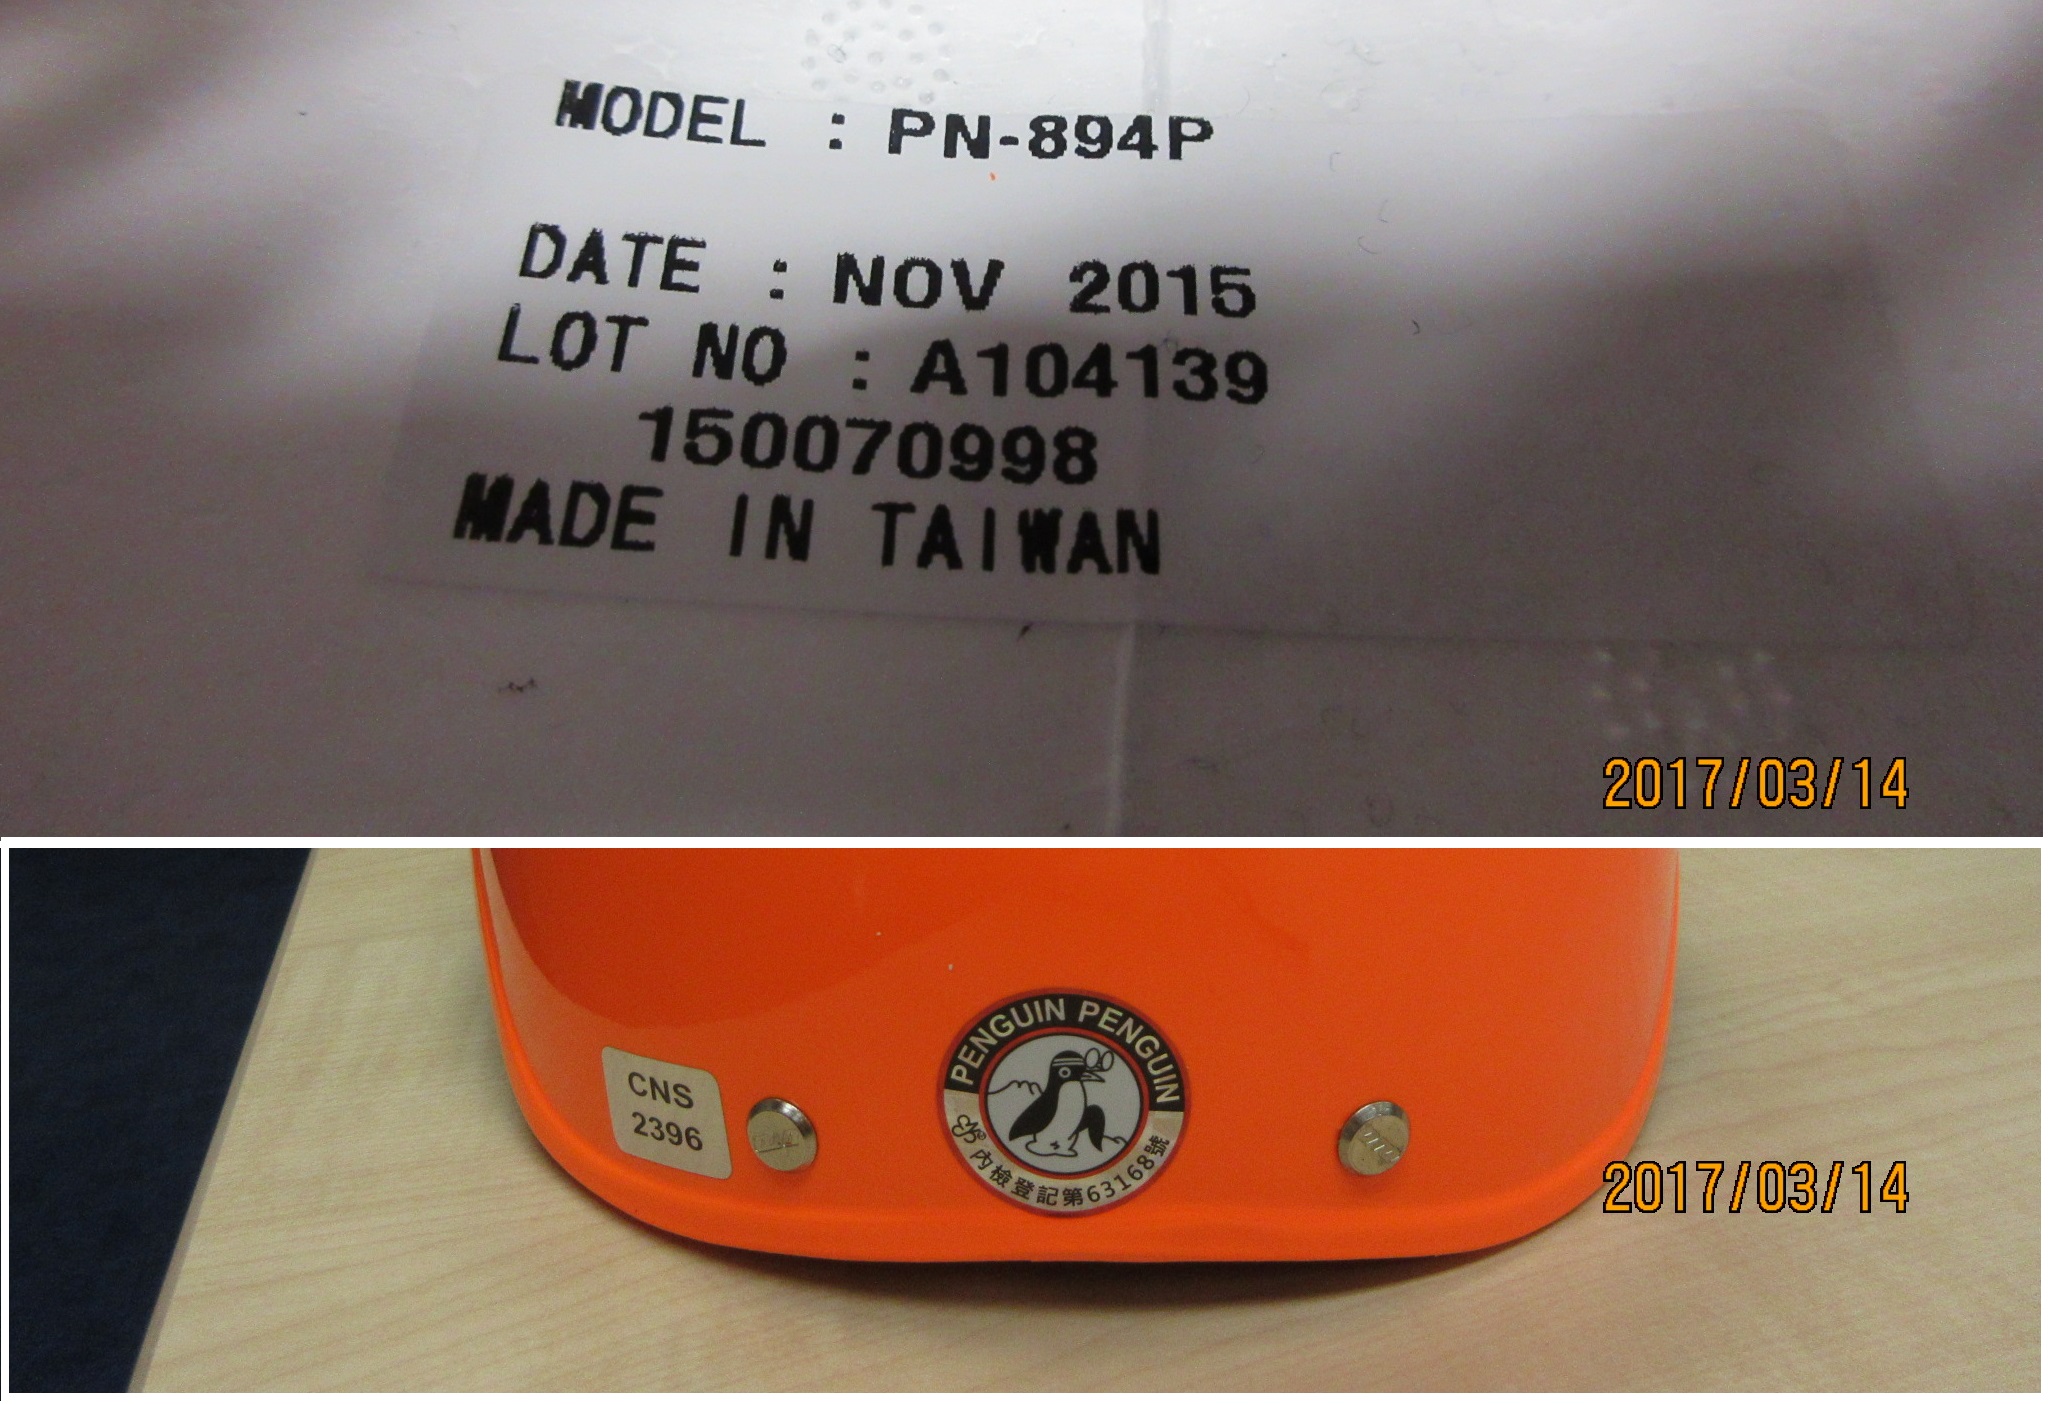 MODEL : PN-894P
DATE : NOV 2015
LOT NO : A104139
150070998
MADE IN TAIWAN
2017/03/14
CNS
2396
PENGUIN PENGUIN
內檢登記第63168號
2017/03/14